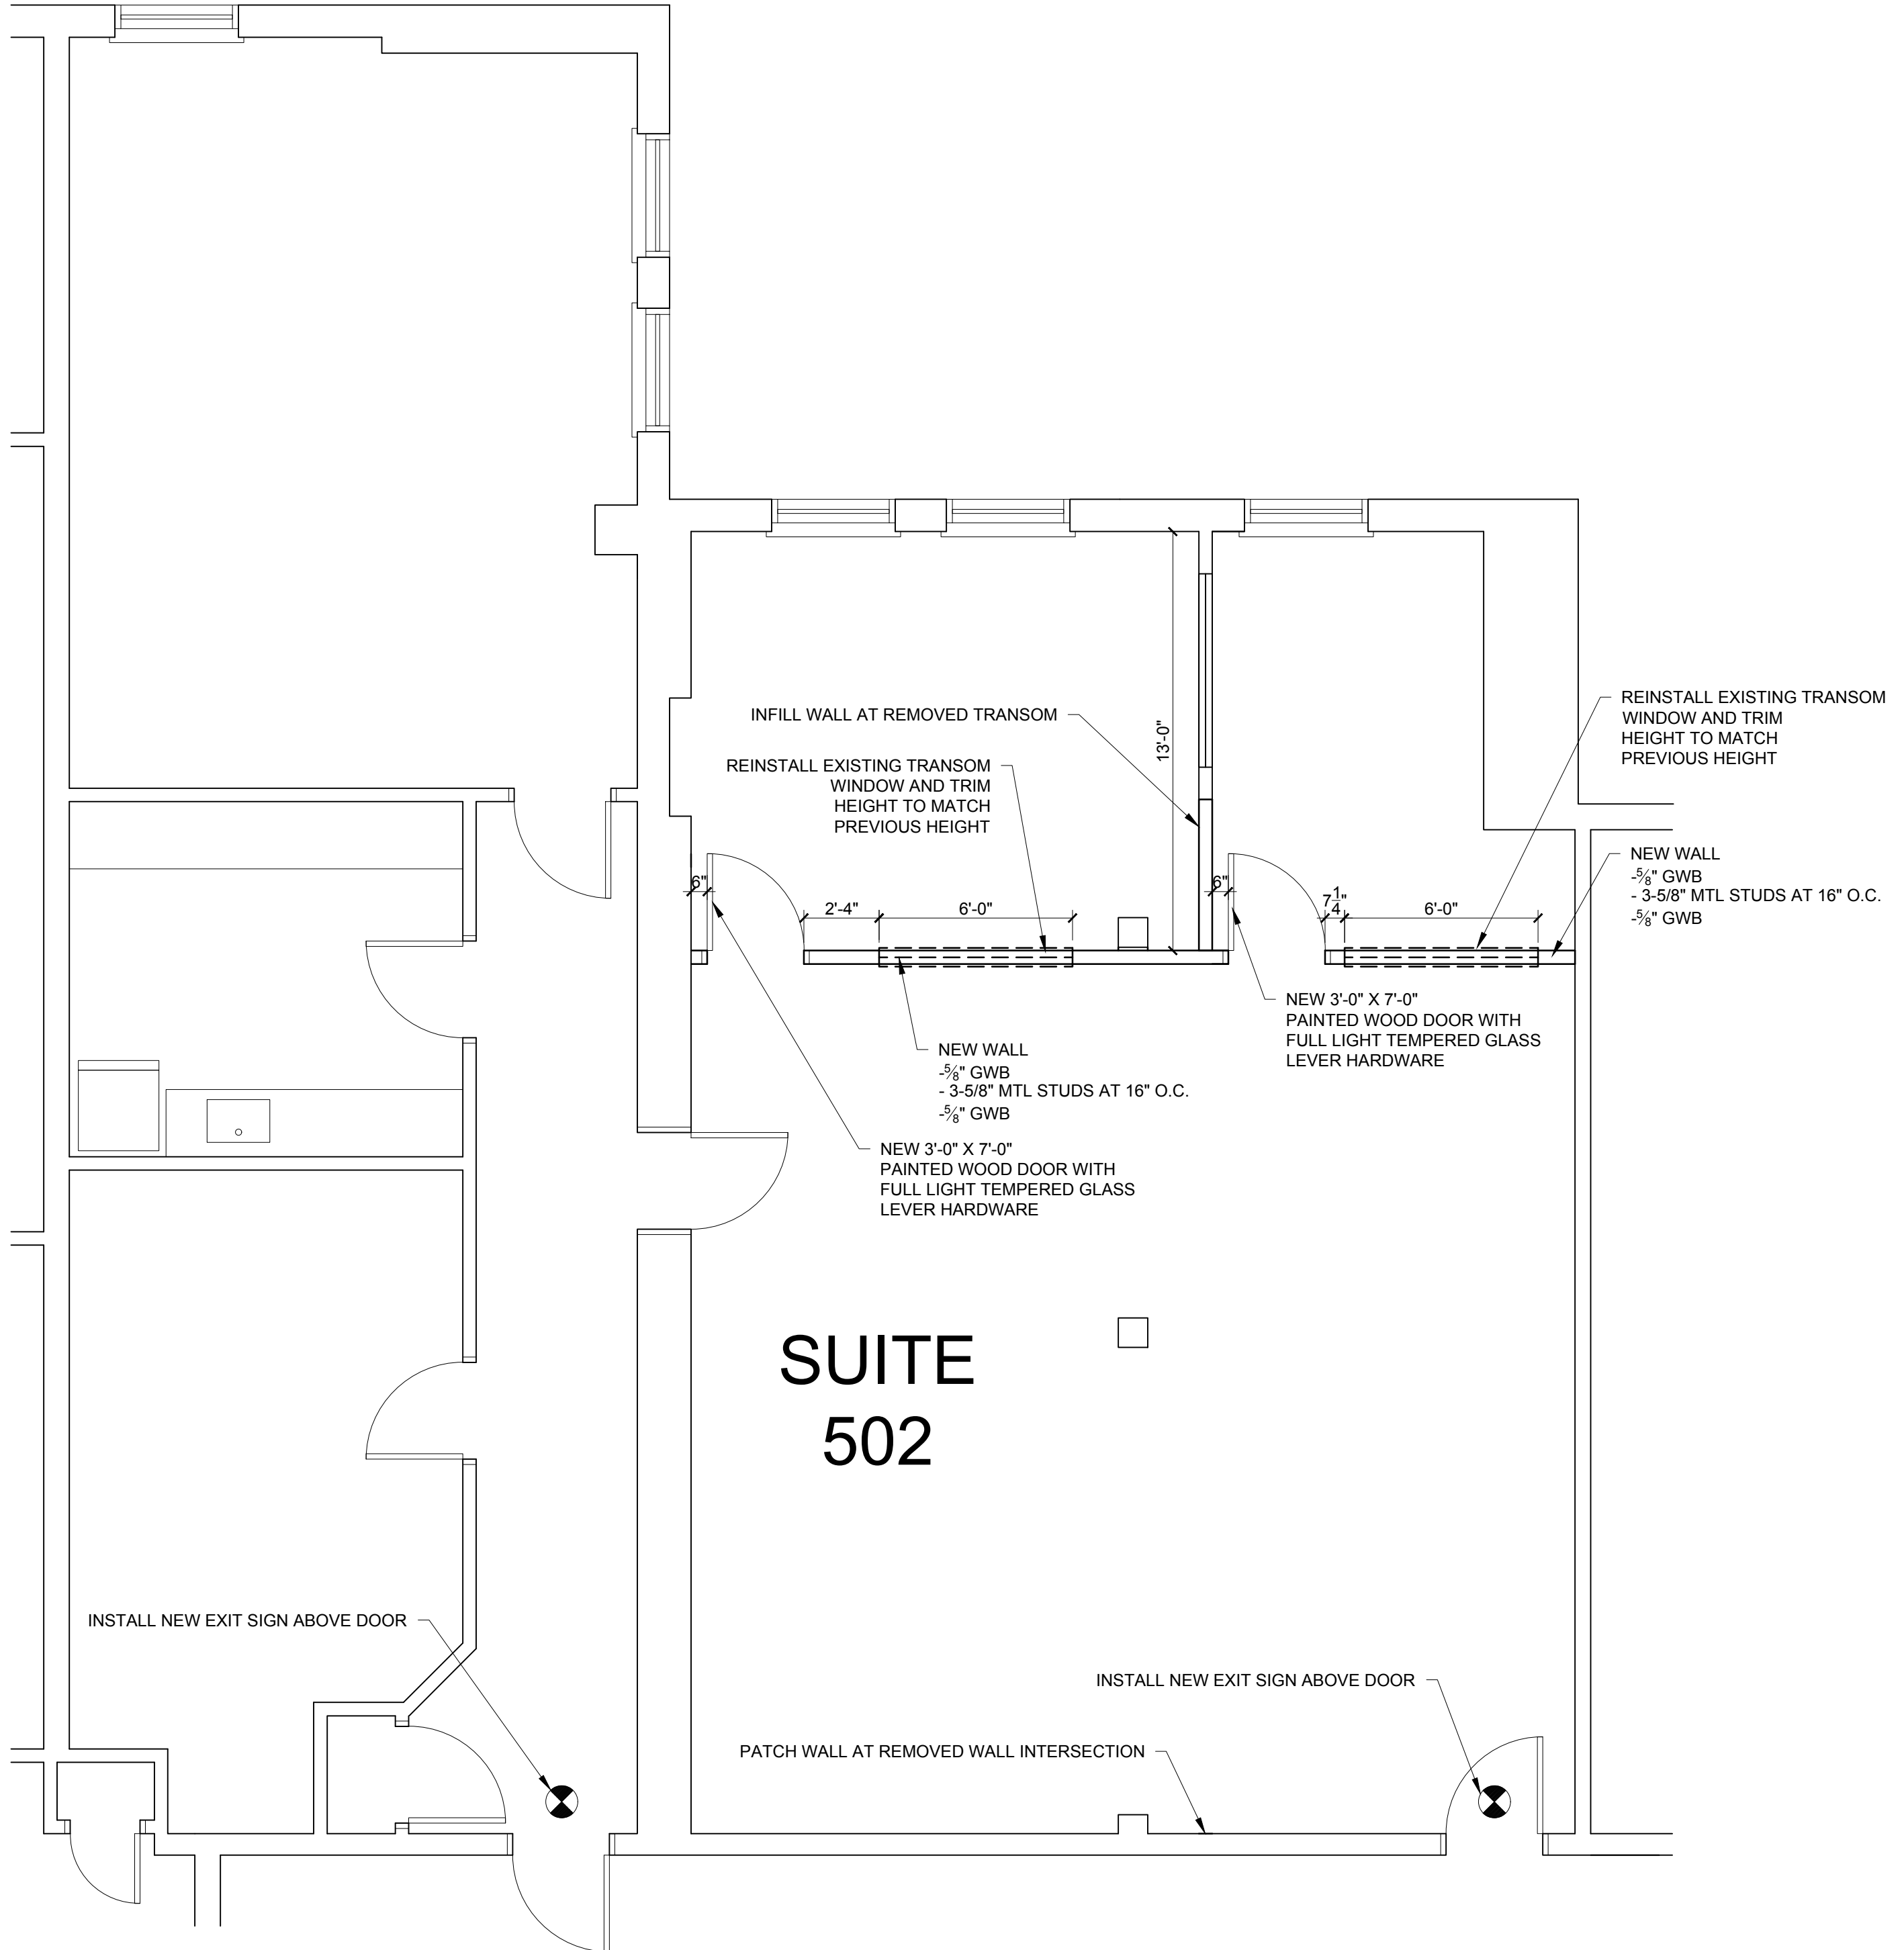 INFILL WALL AT REMOVED TRANSOM
13'-0"
REINSTALL EXISTING TRANSOM
WINDOW AND TRIM
HEIGHT TO MATCH
PREVIOUS HEIGHT
REINSTALL EXISTING TRANSOM
WINDOW AND TRIM
HEIGHT TO MATCH
PREVIOUS HEIGHT
NEW WALL
-⅝" GWB
- 3-5/8" MTL STUDS AT 16" O.C.
-⅝" GWB
6"
2'-4"
6'-0"
6"
7¼"
6'-0"
NEW 3'-0" X 7'-0"
PAINTED WOOD DOOR WITH
FULL LIGHT TEMPERED GLASS
LEVER HARDWARE
NEW WALL
-⅝" GWB
- 3-5/8" MTL STUDS AT 16" O.C.
-⅝" GWB
NEW 3'-0" X 7'-0"
PAINTED WOOD DOOR WITH
FULL LIGHT TEMPERED GLASS
LEVER HARDWARE
SUITE
502
INSTALL NEW EXIT SIGN ABOVE DOOR
INSTALL NEW EXIT SIGN ABOVE DOOR
PATCH WALL AT REMOVED WALL INTERSECTION